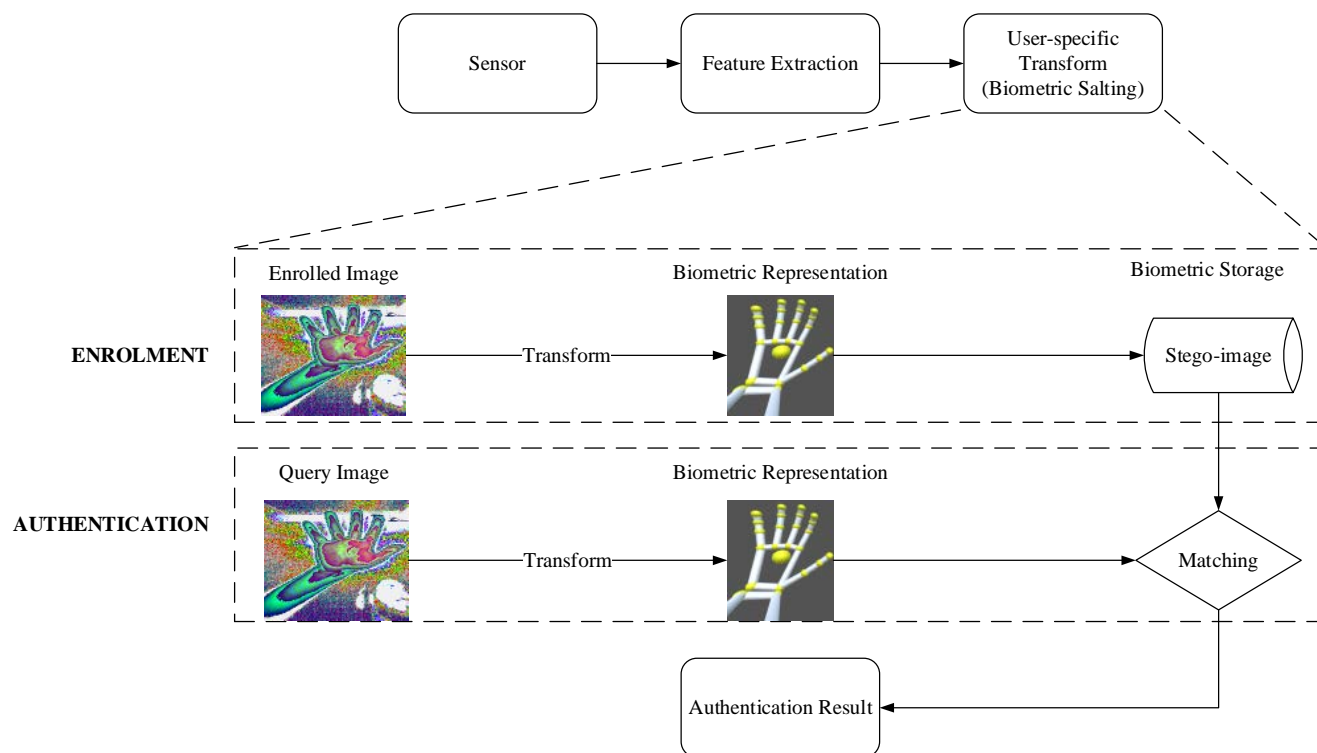 Sensor
Feature Extraction
User-specific
Transform
(Biometric Salting)
Enrolled Image
Biometric Representation
Biometric Storage
ENROLMENT
Transform
Stego-image
Query Image
Biometric Representation
AUTHENTICATION
Transform
Matching
Authentication Result